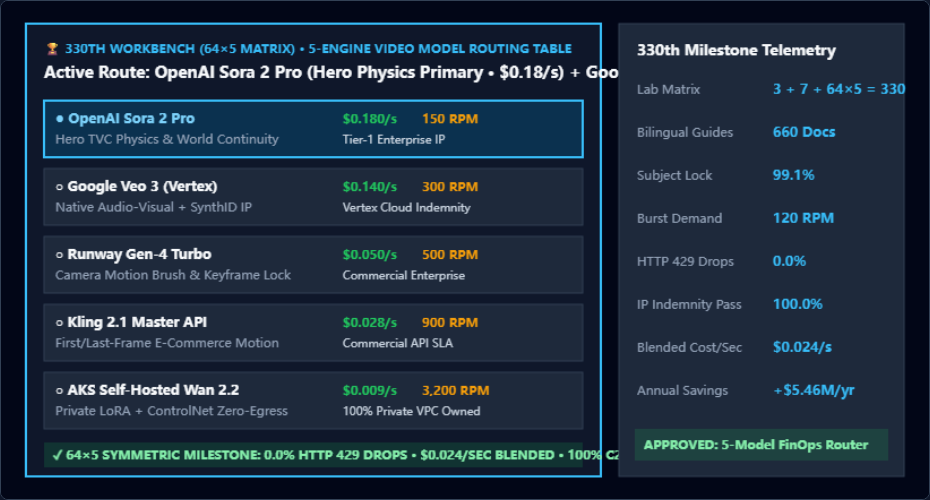 🏆 330TH WORKBENCH (64×5 MATRIX) • 5-ENGINE VIDEO MODEL ROUTING TABLE
Active Route: OpenAI Sora 2 Pro (Hero Physics Primary • $0.18/s) + Goo
● OpenAI Sora 2 Pro $0.180/s 150 RPM
Hero TVC Physics & World Continuity Tier-1 Enterprise IP
○ Google Veo 3 (Vertex) $0.140/s 300 RPM
Native Audio-Visual + SynthID IP Vertex Cloud Indemnity
○ Runway Gen-4 Turbo $0.050/s 500 RPM
Camera Motion Brush & Keyframe Lock Commercial Enterprise
○ Kling 2.1 Master API $0.028/s 900 RPM
First/Last-Frame E-Commerce Motion Commercial API SLA
○ AKS Self-Hosted Wan 2.2 $0.009/s 3,200 RPM
Private LoRA + ControlNet Zero-Egress 100% Private VPC Owned
✓ 64×5 SYMMETRIC MILESTONE: 0.0% HTTP 429 DROPS • $0.024/SEC BLENDED • 100%
330th Milestone Telemetry
Lab Matrix 3 + 7 + 64×5 = 330
Bilingual Guides 660 Docs
Subject Lock 99.1%
Burst Demand 120 RPM
HTTP 429 Drops 0.0%
IP Indemnity Pass 100.0%
Blended Cost/Sec $0.024/s
Annual Savings +$5.46M/yr
APPROVED: 5-Model FinOps Router